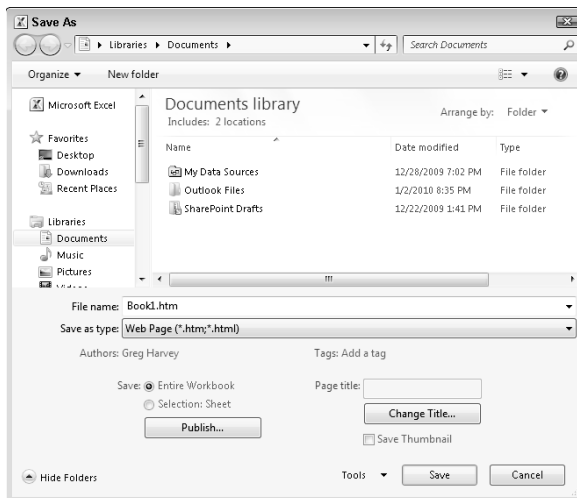 Save As
Libraries Documents
Search Documents
Organize New folder
Microsoft Excel
Favorites
Desktop
Downloads
Recent Places
Libraries
Documents
Music
Pictures
Videos
Documents library
Includes: 2 locations
Arrange by: Folder
Name Date modified Type
My Data Sources 12/28/2009 7:02 PM File folder
Outlook Files 1/2/2010 8:35 PM File folder
SharePoint Drafts 12/22/2009 1:41 PM File folder
File name: Book1.htm
Save as type: Web Page (*.htm;*.html)
Authors: Greg Harvey Tags: Add a tag
Save: Entire Workbook Page title:
Selection: Sheet Change Title...
Publish... Save Thumbnail
Hide Folders Tools Save Cancel